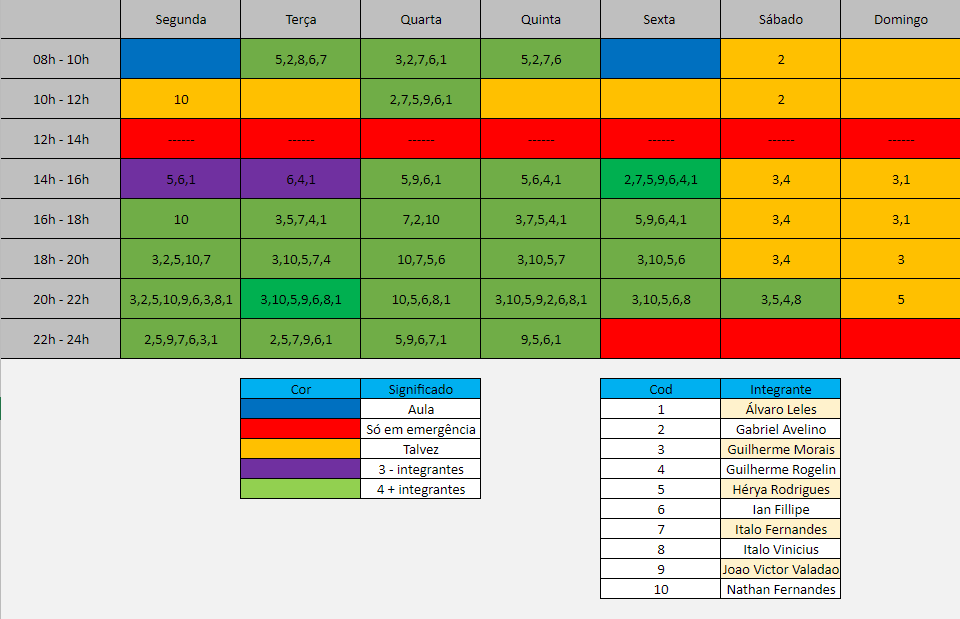 Segunda Terça Quarta Quinta Sexta Sábado Domingo
08h - 10h 5,2,8,6,7 3,2,7,6,1 5,2,7,6 2
10h - 12h 10 2,7,5,9,6,1 2
12h - 14h ------ ------ ------ ------ ------ ------ ------
14h - 16h 5,6,1 6,4,1 5,9,6,1 5,6,4,1 2,7,5,9,6,4,1 3,4 3,1
16h - 18h 10 3,5,7,4,1 7,2,10 3,7,5,4,1 5,9,6,4,1 3,4 3,1
18h - 20h 3,2,5,10,7 3,10,5,7,4 10,7,5,6 3,10,5,7 3,10,5,6 3,4 3
20h - 22h 3,2,5,10,9,6,3,8,1 3,10,5,9,6,8,1 10,5,6,8,1 3,10,5,9,2,6,8,1 3,10,5,6,8 3,5,4,8 5
22h - 24h 2,5,9,7,6,3,1 2,5,7,9,6,1 5,9,6,7,1 9,5,6,1
Cor Significado
Aula
Só em emergência
Talvez
3 - integrantes
4 + integrantes
Cod Integrante
1 Álvaro Leles
2 Gabriel Avelino
3 Guilherme Morais
4 Guilherme Rogelin
5 Hérya Rodrigues
6 Ian Fillipe
7 Italo Fernandes
8 Italo Vinicius
9 Joao Victor Valadao
10 Nathan Fernandes